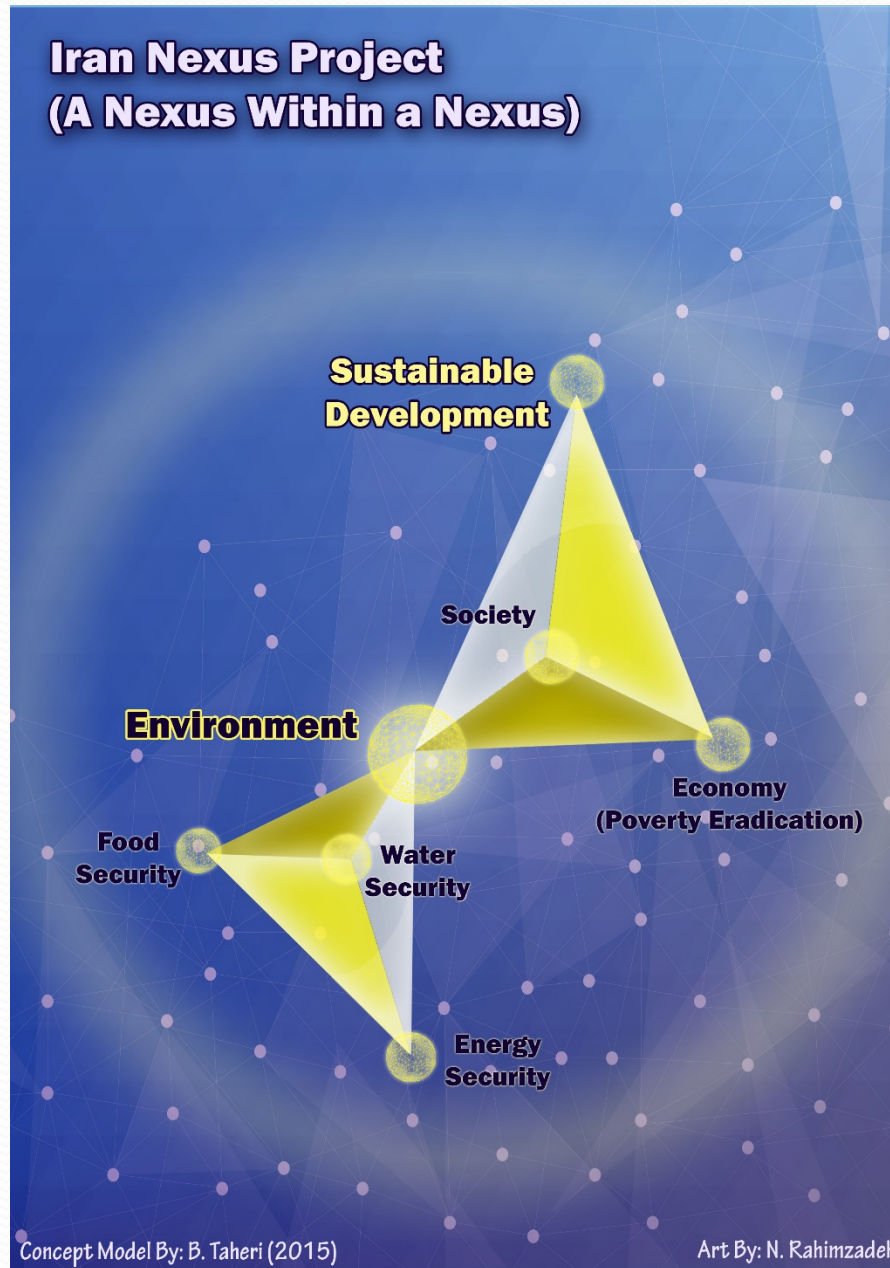 Iran Nexus Project
(A Nexus Within a Nexus)
Sustainable
Development
Society
Environment
Economy
(Poverty Eradication)
Food
Security
Water
Security
Energy
Security
Concept Model By: B. Taheri (2015)
Art By: N. Rahimzadeh